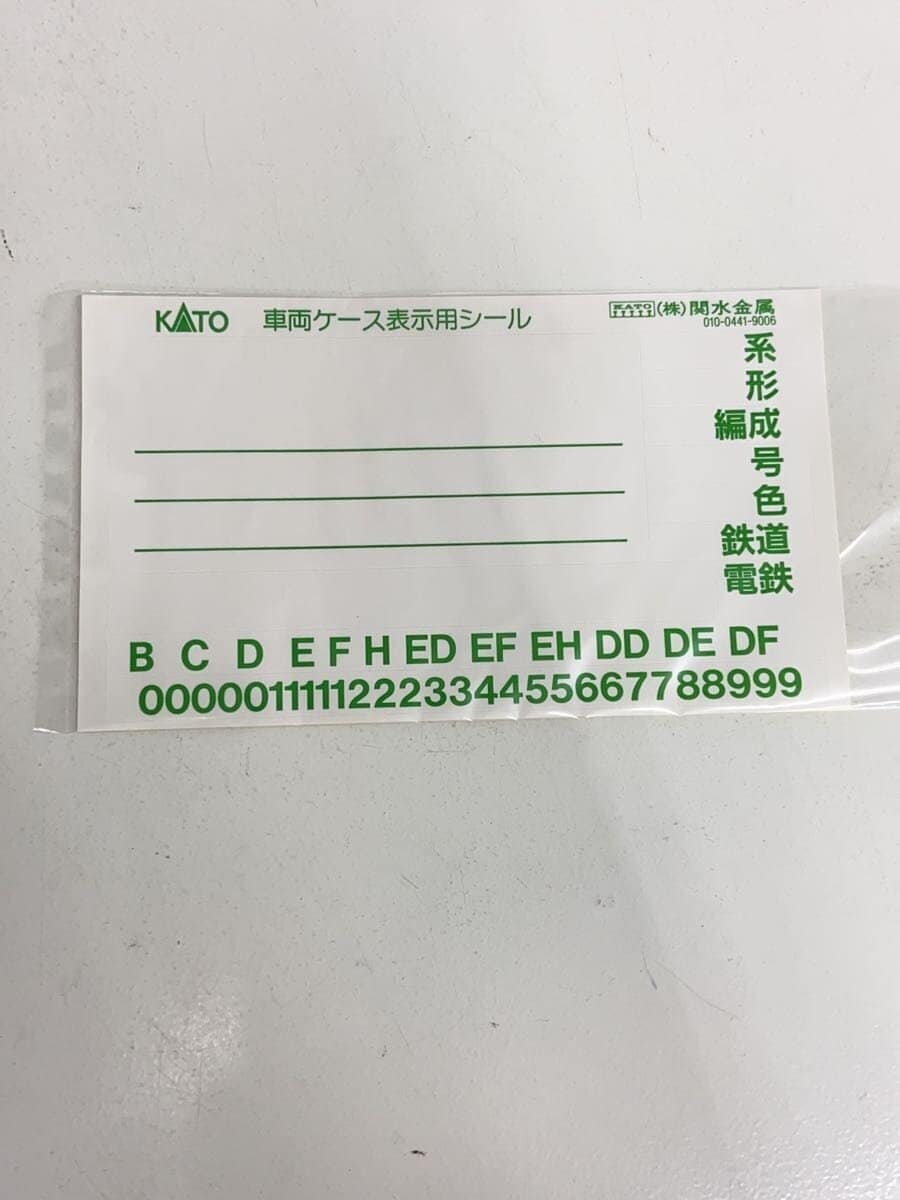 KATO 車両ケース表示用シール KATO (株)関水金属
010-0441-9006
系
形
編成
号
色
鉄道
電鉄
B C D E F H ED EF EH DD DE DF
00000111112223334455667788999